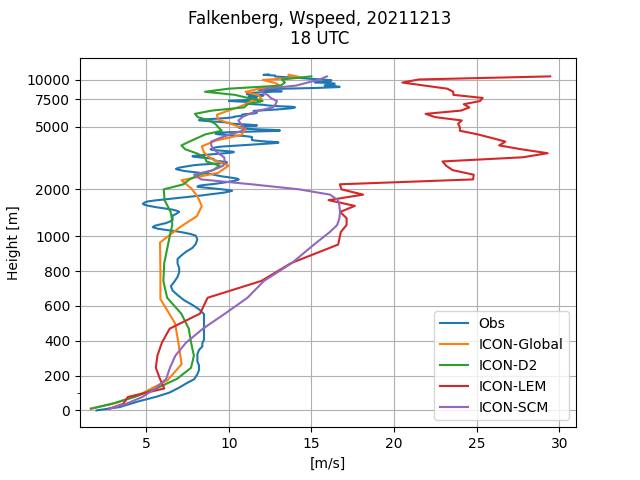 Falkenberg, Wspeed, 20211213
18 UTC
10000
7500
5000
2000
1000
800
600
400
200
0
Height [m]
5
10
15
20
25
30
[m/s]
Obs
ICON-Global
ICON-D2
ICON-LEM
ICON-SCM